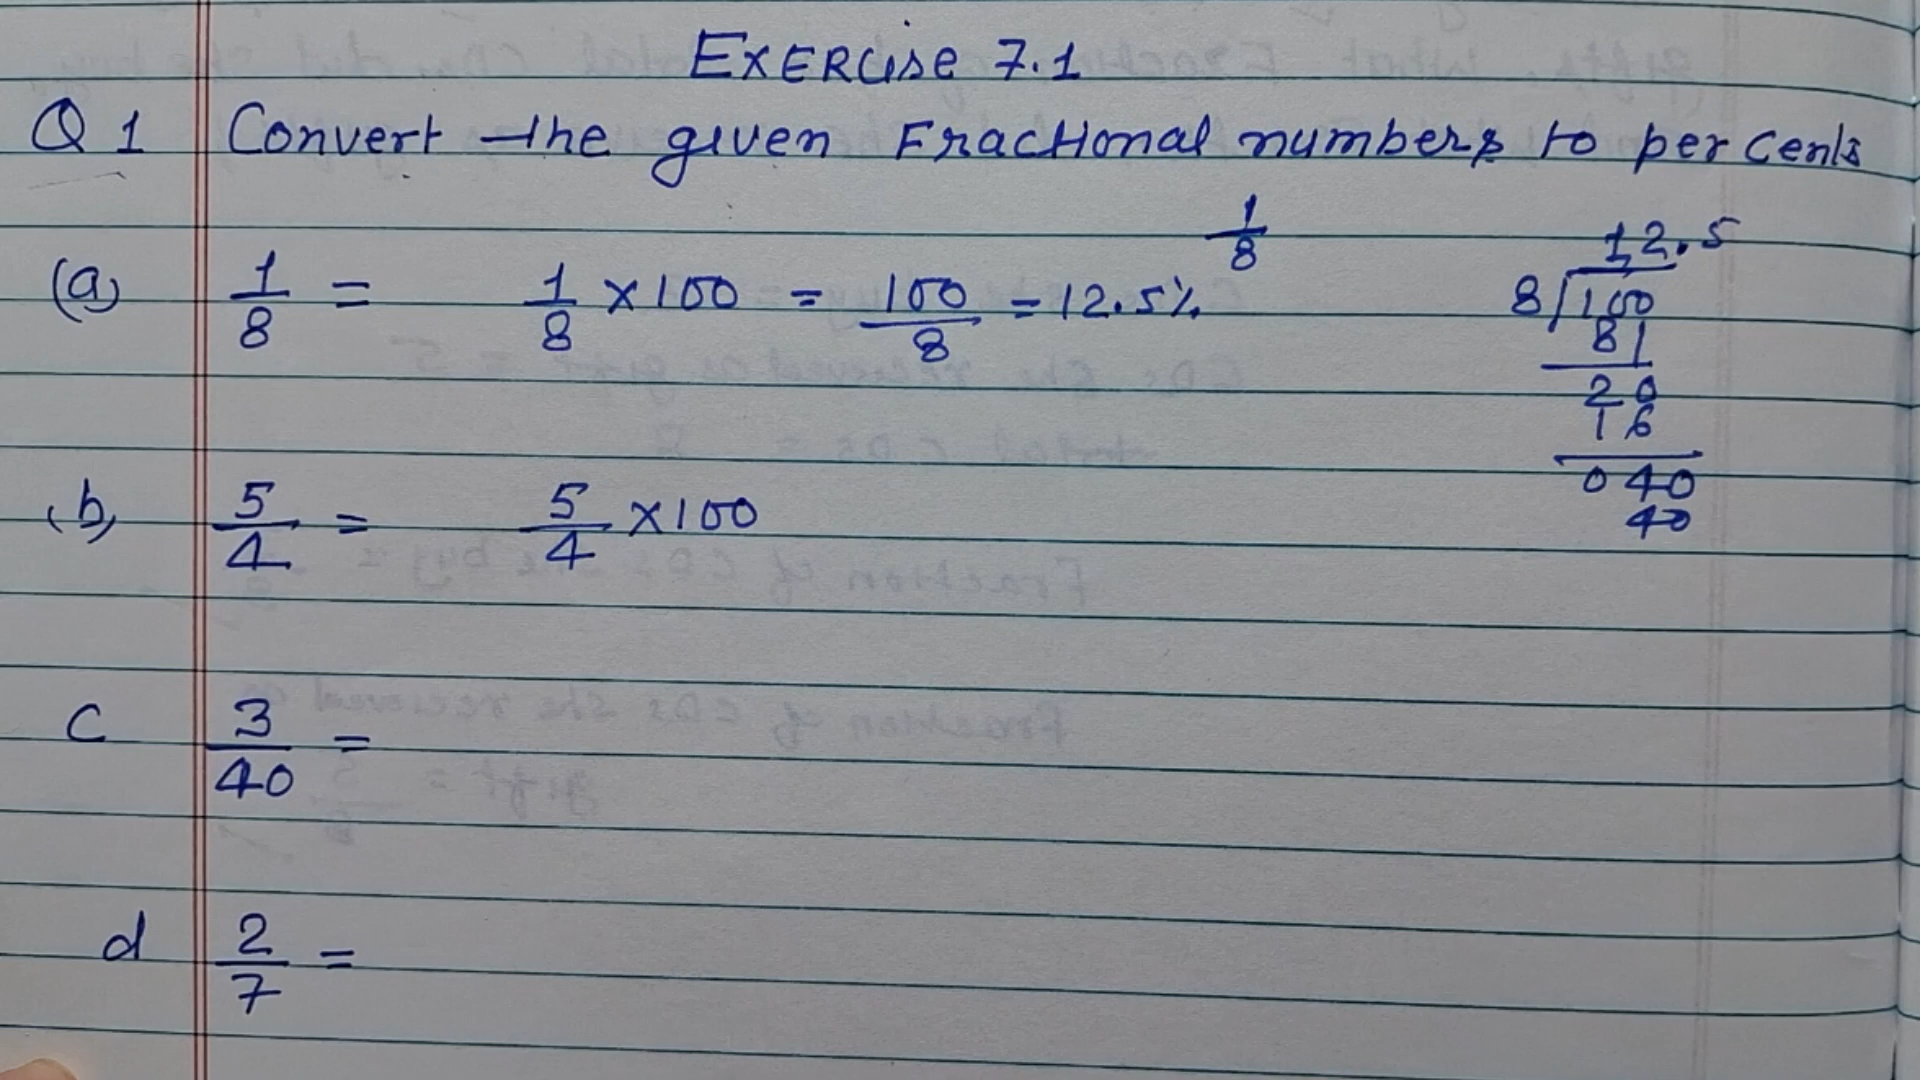 Exercise 7.1
Q 1 Convert the given Fractional numbers to per cents
(a) 1/8 = 1/8 × 100 = 100/8 = 12.5%
1/8
12.5
8 100
8
20
16
040
40
(b) 5/4 = 5/4 × 100
c 3/40 =
d 2/7 =